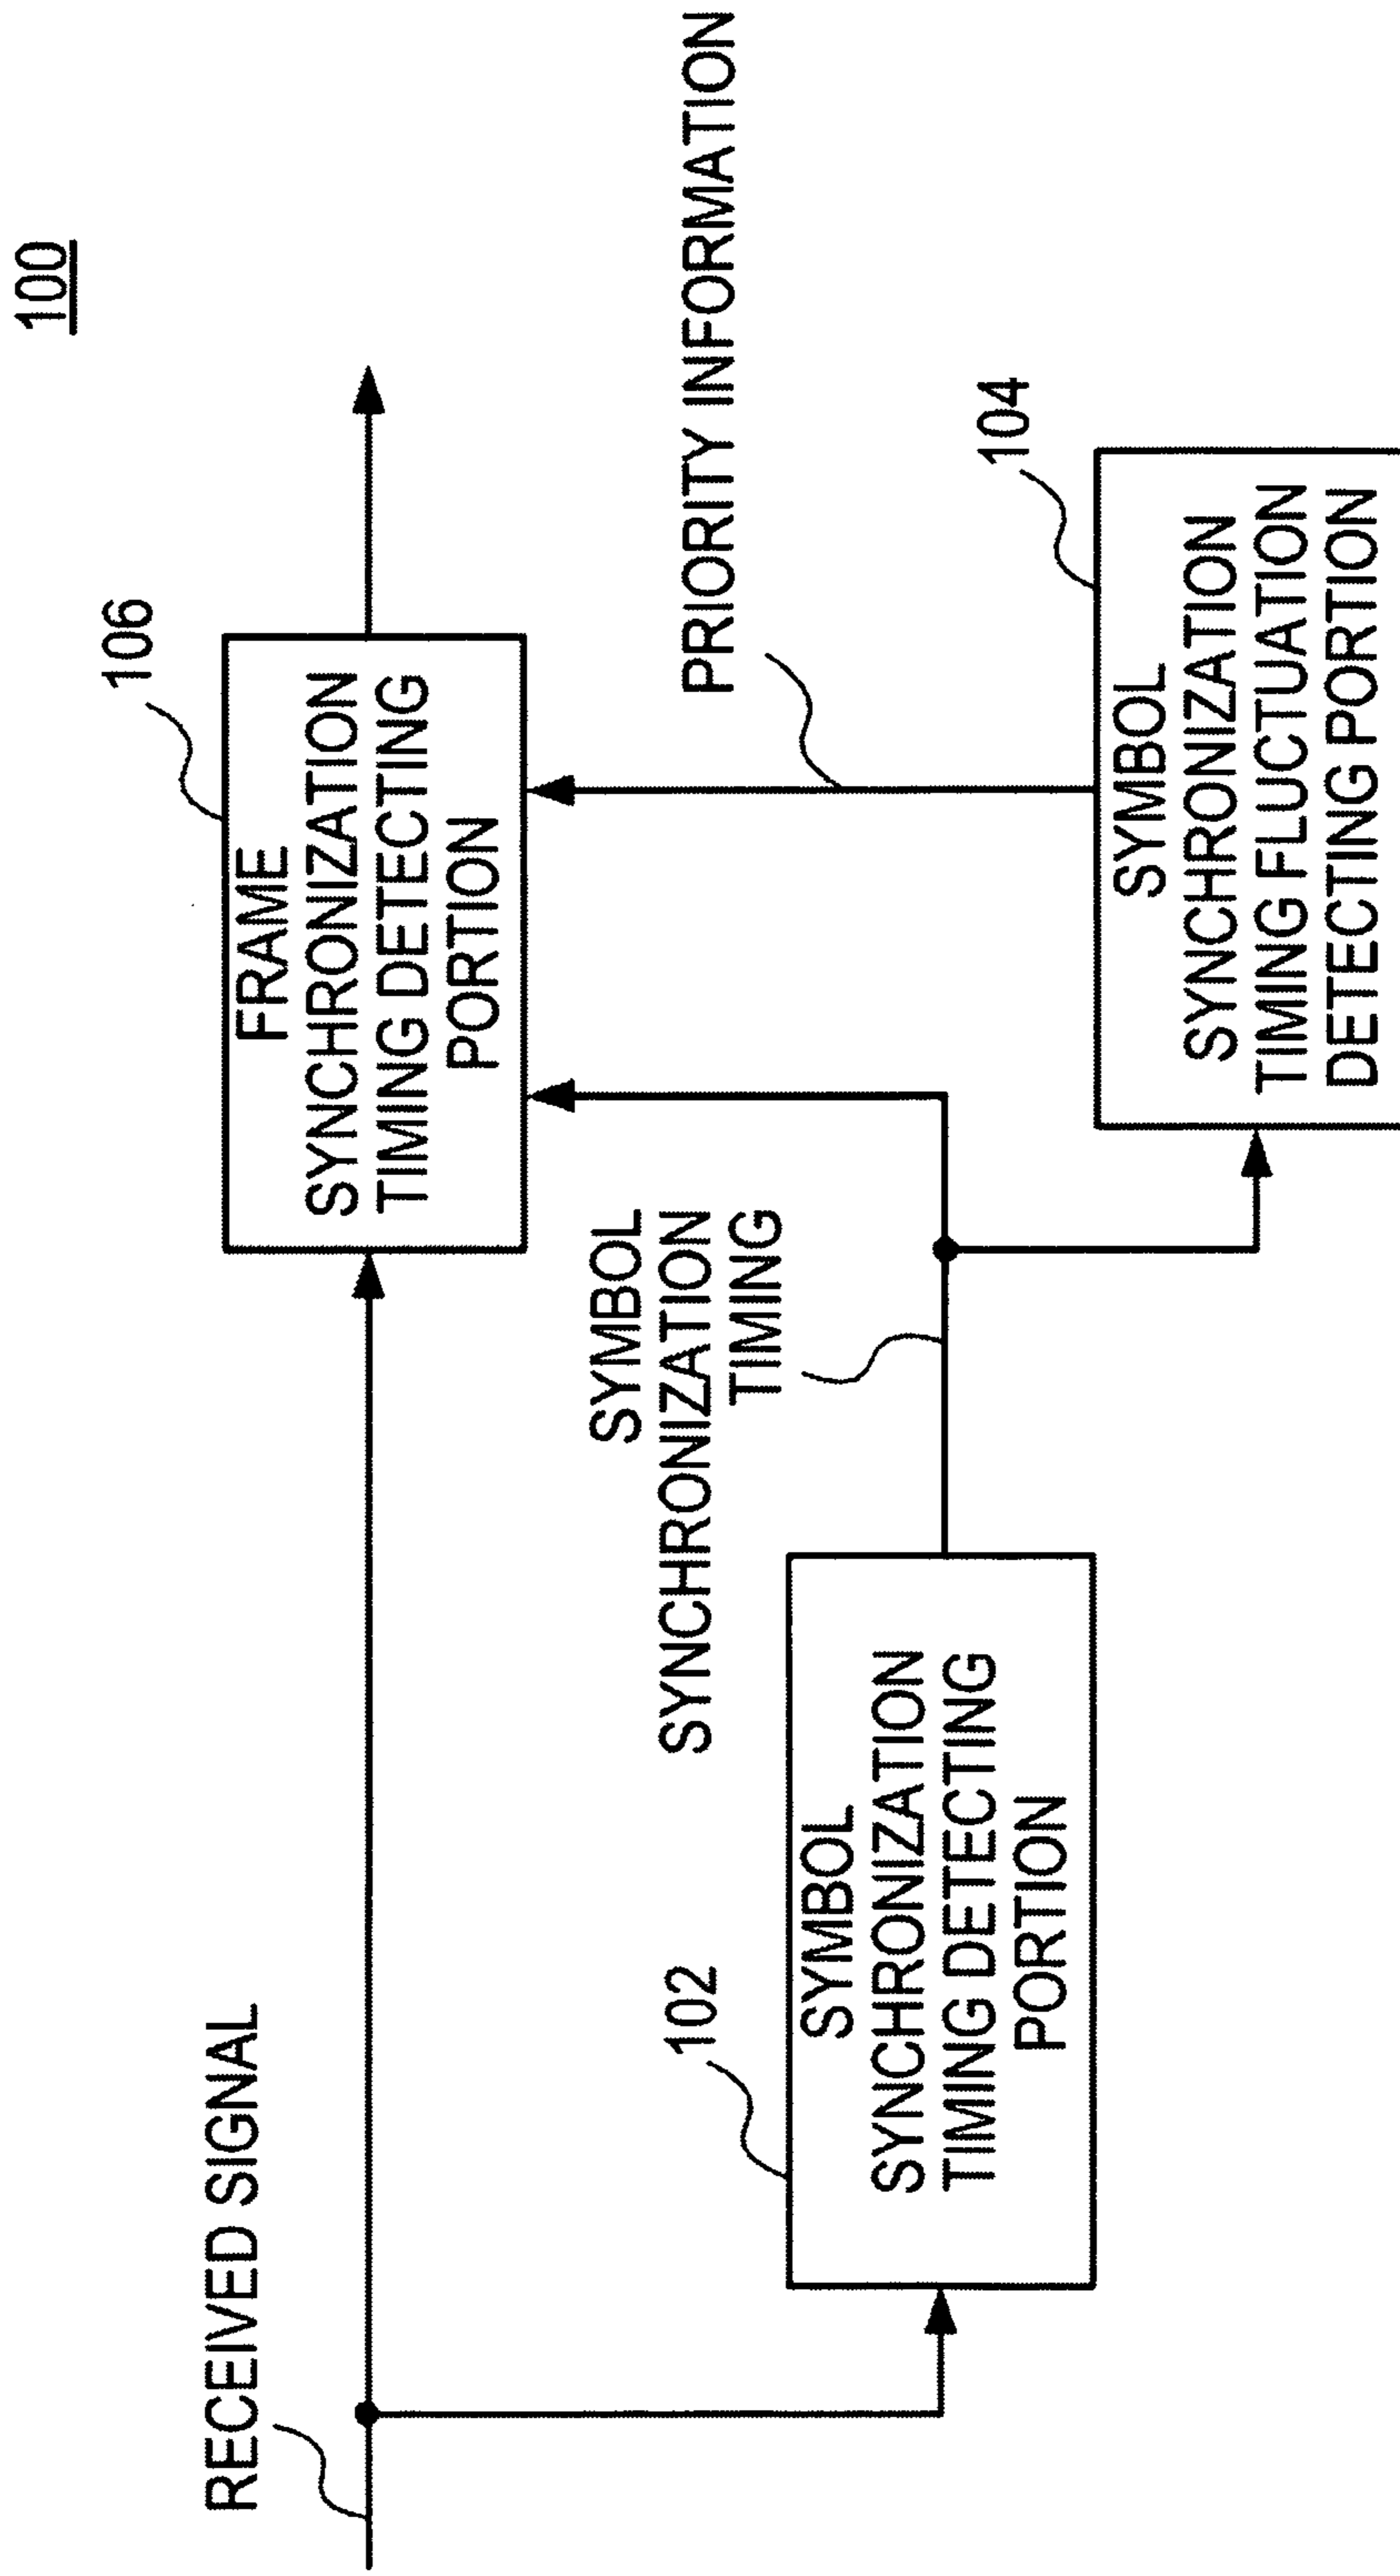 100
RECEIVED SIGNAL
106
FRAME
SYNCHRONIZATION
TIMING DETECTING
PORTION
SYMBOL
SYNCHRONIZATION
TIMING
PRIORITY INFORMATION
102
SYMBOL
SYNCHRONIZATION
TIMING DETECTING
PORTION
104
SYMBOL
SYNCHRONIZATION
TIMING FLUCTUATION
DETECTING PORTION